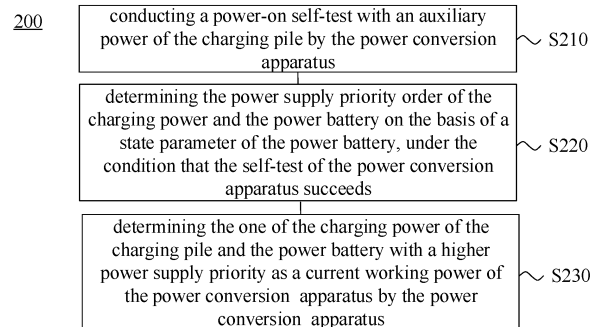 200
conducting a power-on self-test with an auxiliary
power of the charging pile by the power conversion
apparatus
S210
determining the power supply priority order of the
charging power and the power battery on the basis of a
state parameter of the power battery, under the
condition that the self-test of the power conversion
apparatus succeeds
S220
determining the one of the charging power of the
charging pile and the power battery with a higher
power supply priority as a current working power of
the power conversion apparatus by the power
conversion apparatus
S230